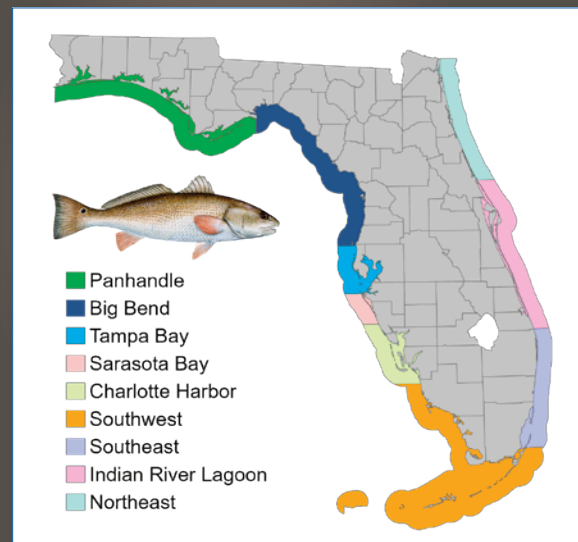 Panhandle
Big Bend
Tampa Bay
Sarasota Bay
Charlotte Harbor
Southwest
Southeast
Indian River Lagoon
Northeast